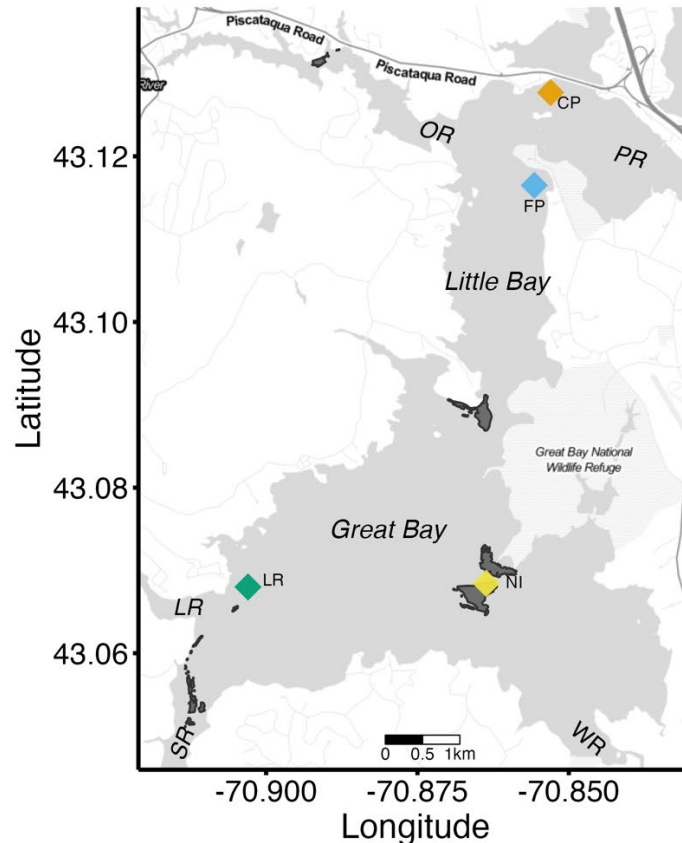 Piscataqua Road
Piscataqua Road
River
CP
OR
PR
43.12
FP
Little Bay
43.10
Latitude
Great Bay National
Wildlife Refuge
43.08
Great Bay
LR
NI
LR
43.06
SR
WR
0 0.5 1km
-70.900 -70.875 -70.850
Longitude